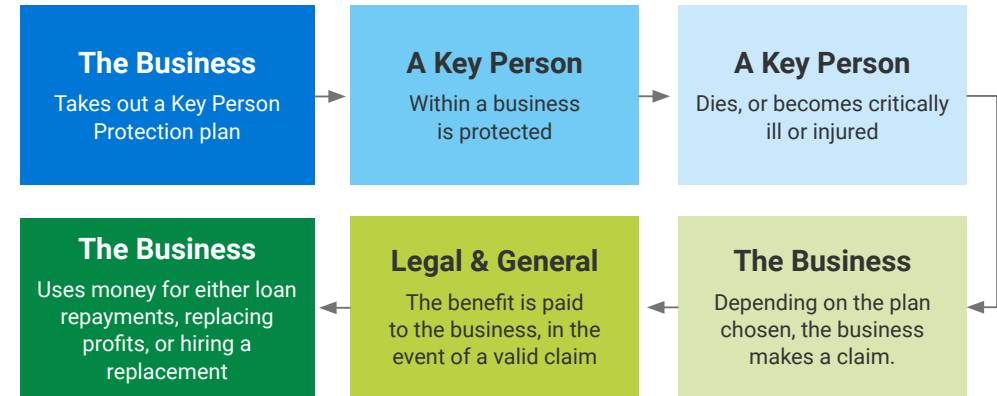 The Business
Takes out a Key Person
Protection plan
A Key Person
Within a business
is protected
A Key Person
Dies, or becomes critically
ill or injured
The Business
Depending on the plan
chosen, the business
makes a claim.
Legal & General
The benefit is paid
to the business, in the
event of a valid claim
The Business
Uses money for either loan
repayments, replacing
profits, or hiring a
replacement